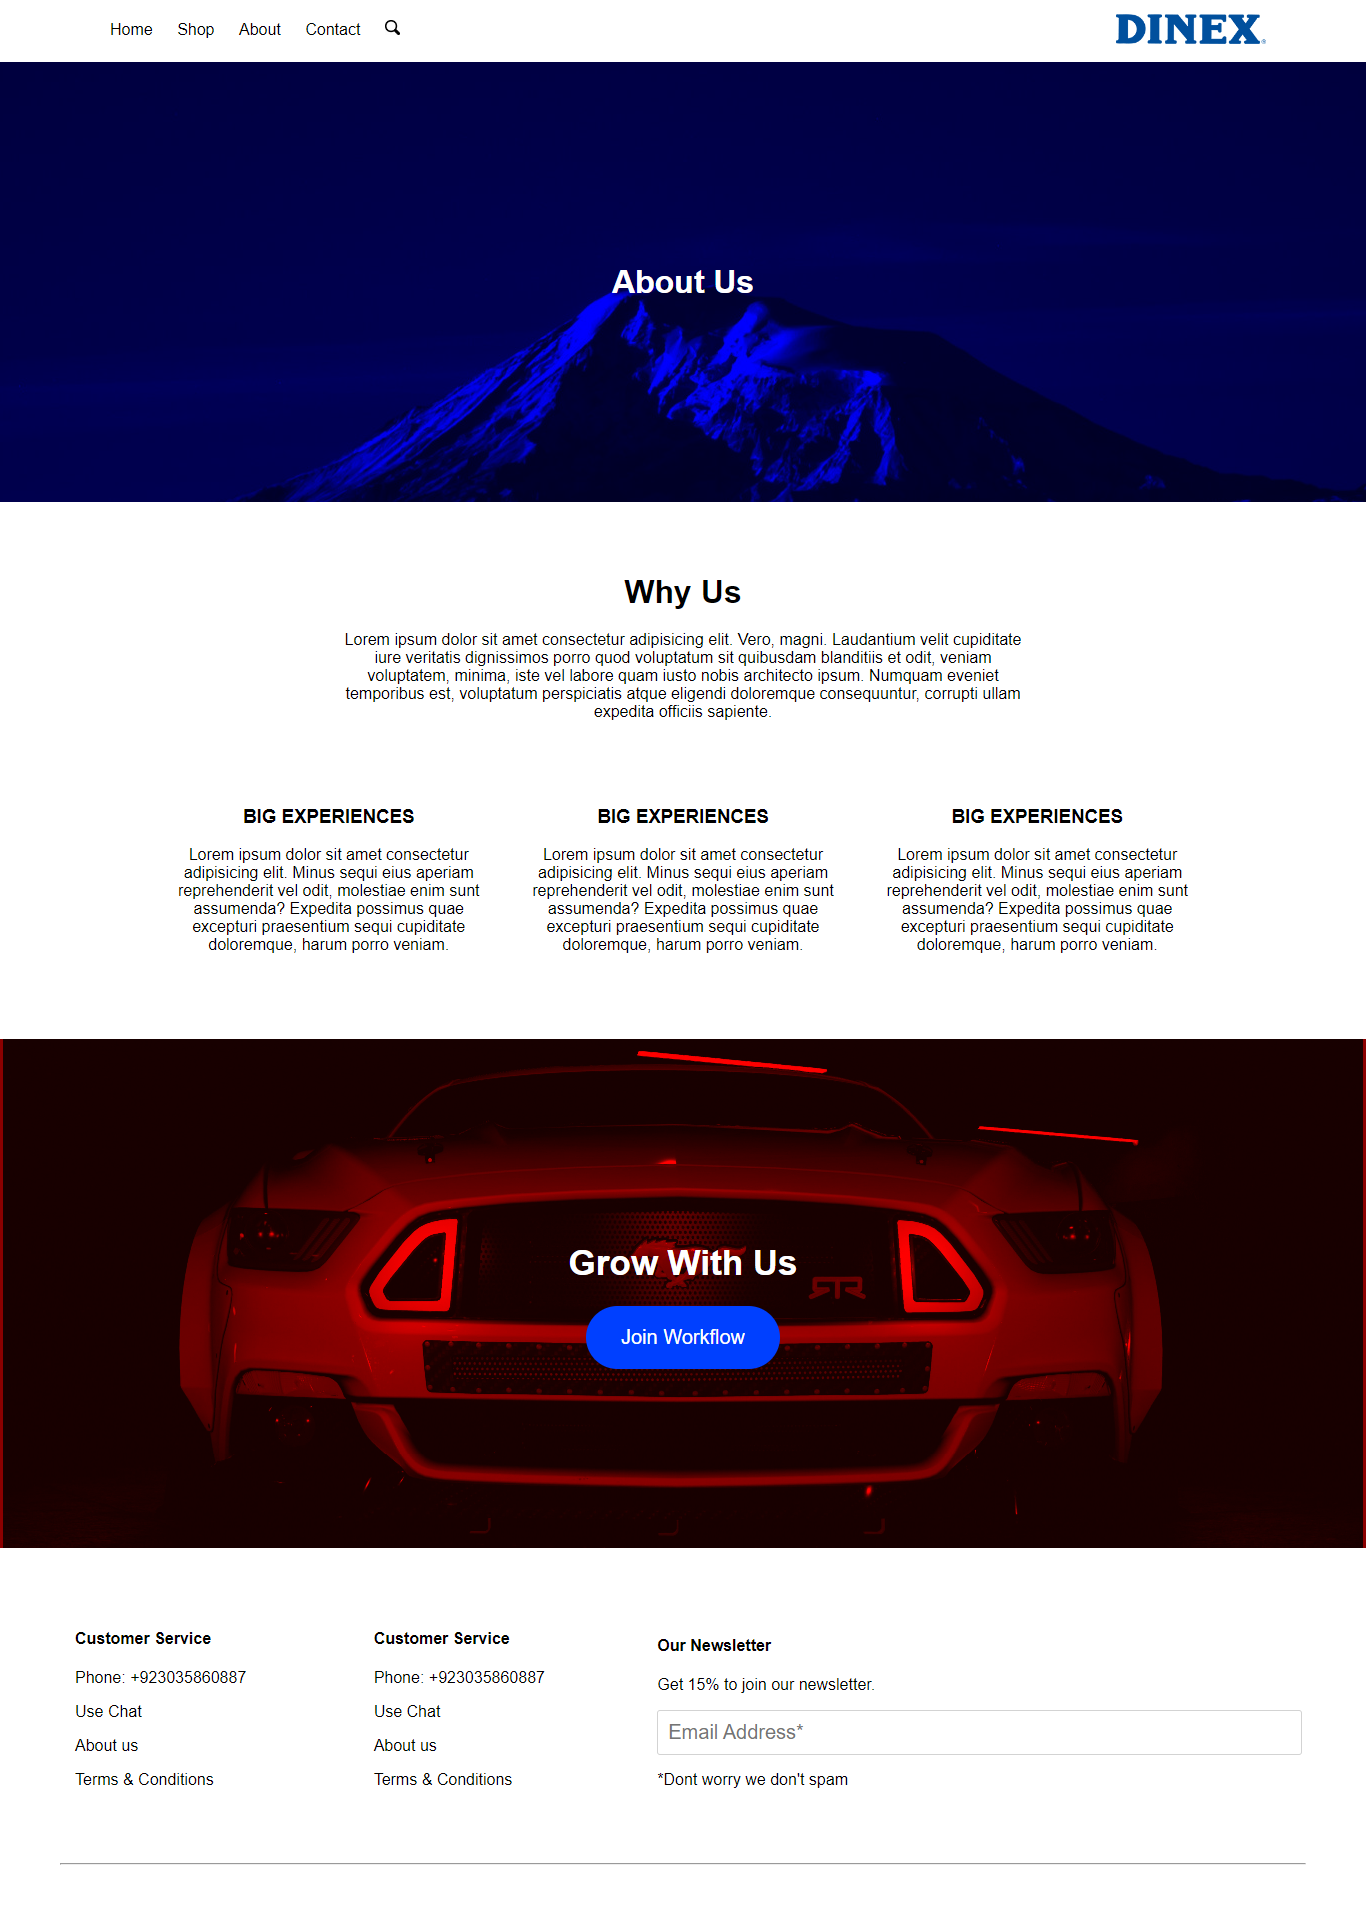 Home Shop About Contact
DINEX
About Us
Why Us
Lorem ipsum dolor sit amet consectetur adipisicing elit. Vero, magni. Laudantium velit cupiditate
iure veritatis dignissimos porro quod voluptatum sit quibusdam blanditiis et odit, veniam
voluptatem, minima, iste vel labore quam iusto nobis architecto ipsum. Numquam eveniet
temporibus est, voluptatum perspiciatis atque eligendi doloremque consequuntur, corrupti ullam
expedita officiis sapiente.
BIG EXPERIENCES
Lorem ipsum dolor sit amet consectetur
adipisicing elit. Minus sequi eius aperiam
reprehenderit vel odit, molestiae enim sunt
assumenda? Expedita possimus quae
excepturi praesentium sequi cupiditate
doloremque, harum porro veniam.
BIG EXPERIENCES
Lorem ipsum dolor sit amet consectetur
adipisicing elit. Minus sequi eius aperiam
reprehenderit vel odit, molestiae enim sunt
assumenda? Expedita possimus quae
excepturi praesentium sequi cupiditate
doloremque, harum porro veniam.
BIG EXPERIENCES
Lorem ipsum dolor sit amet consectetur
adipisicing elit. Minus sequi eius aperiam
reprehenderit vel odit, molestiae enim sunt
assumenda? Expedita possimus quae
excepturi praesentium sequi cupiditate
doloremque, harum porro veniam.
Grow With Us
RTR
Join Workflow
Customer Service
Phone: +923035860887
Use Chat
About us
Terms & Conditions
Customer Service
Phone: +923035860887
Use Chat
About us
Terms & Conditions
Our Newsletter
Get 15% to join our newsletter.
Email Address*
*Dont worry we don't spam